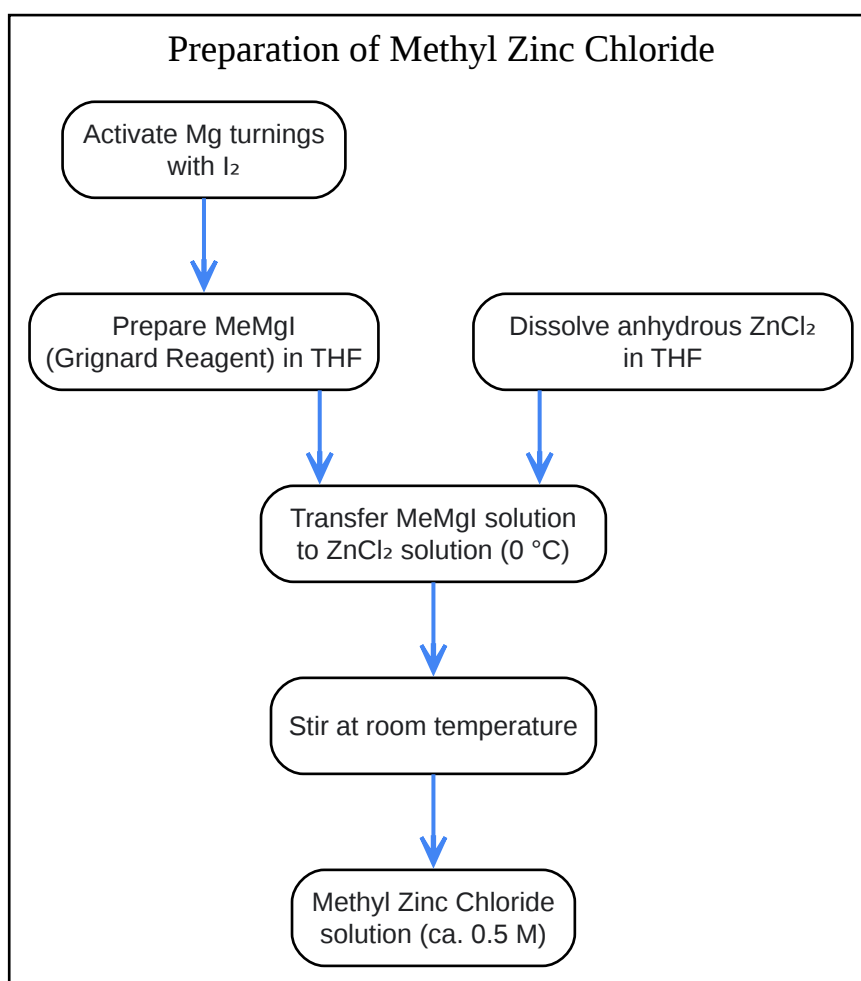 Preparation of Methyl Zinc Chloride
Activate Mg turnings
with I₂
Prepare MeMgI
(Grignard Reagent) in THF
Dissolve anhydrous ZnCl₂
in THF
Transfer MeMgI solution
to ZnCl₂ solution (0 °C)
Stir at room temperature
Methyl Zinc Chloride
solution (ca. 0.5 M)